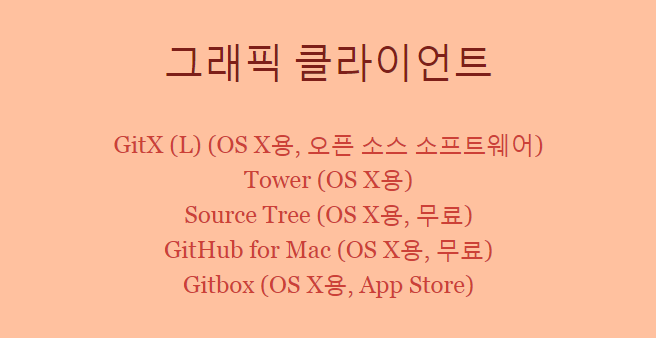 그래픽 클라이언트
GitX (L) (OS X용, 오픈 소스 소프트웨어)
Tower (OS X용)
Source Tree (OS X용, 무료)
GitHub for Mac (OS X용, 무료)
Gitbox (OS X용, App Store)